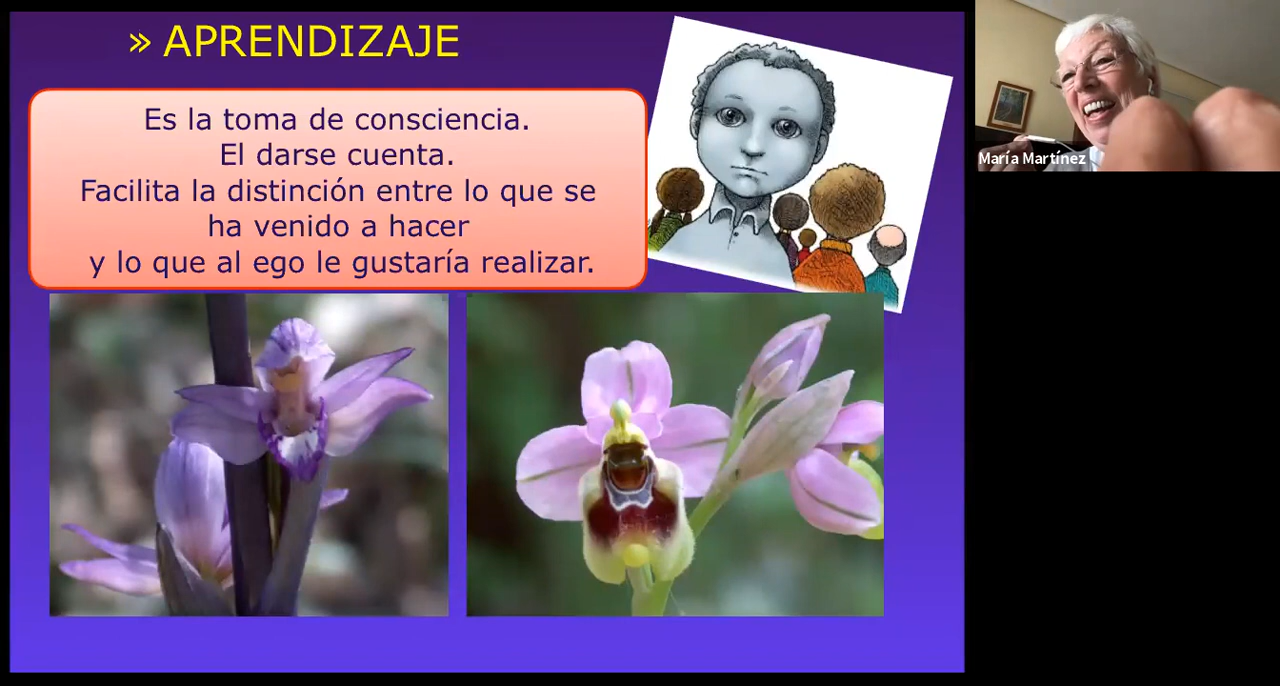 » APRENDIZAJE
Es la toma de consciencia.
El darse cuenta.
Facilita la distinción entre lo que se
ha venido a hacer
y lo que al ego le gustaría realizar.
María Martínez